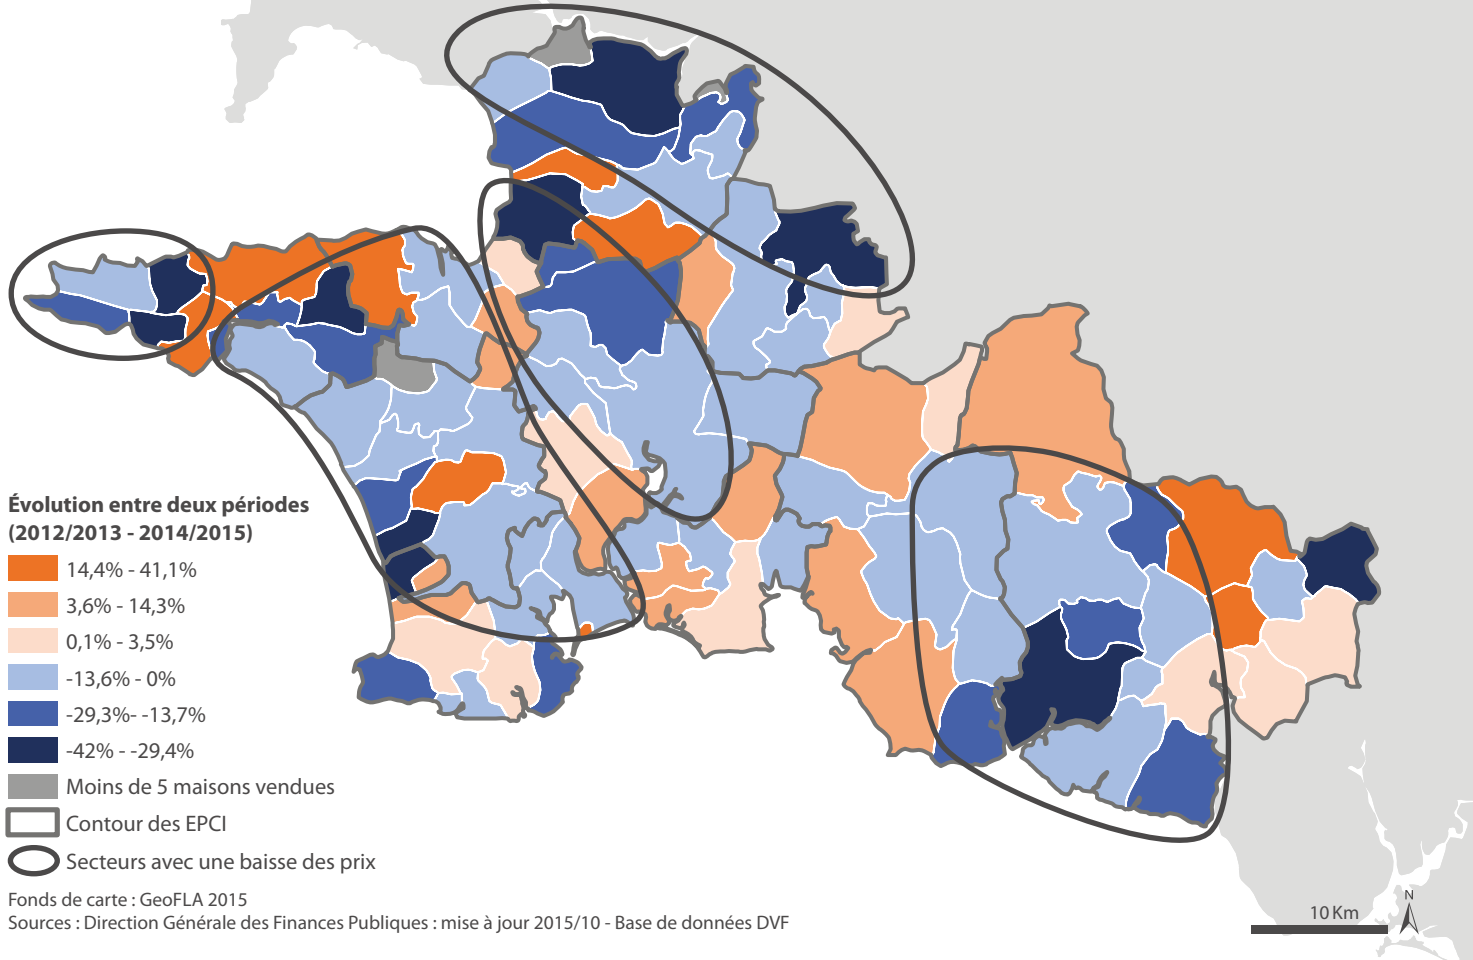 Évolution entre deux périodes
(2012/2013 - 2014/2015)
14,4% - 41,1%
3,6% - 14,3%
0,1% - 3,5%
-13,6% - 0%
-29,3%- -13,7%
-42% - -29,4%
Moins de 5 maisons vendues
Contour des EPCI
Secteurs avec une baisse des prix
Fonds de carte : GeoFLA 2015
Sources : Direction Générale des Finances Publiques : mise à jour 2015/10 - Base de données DVF
10 Km
N